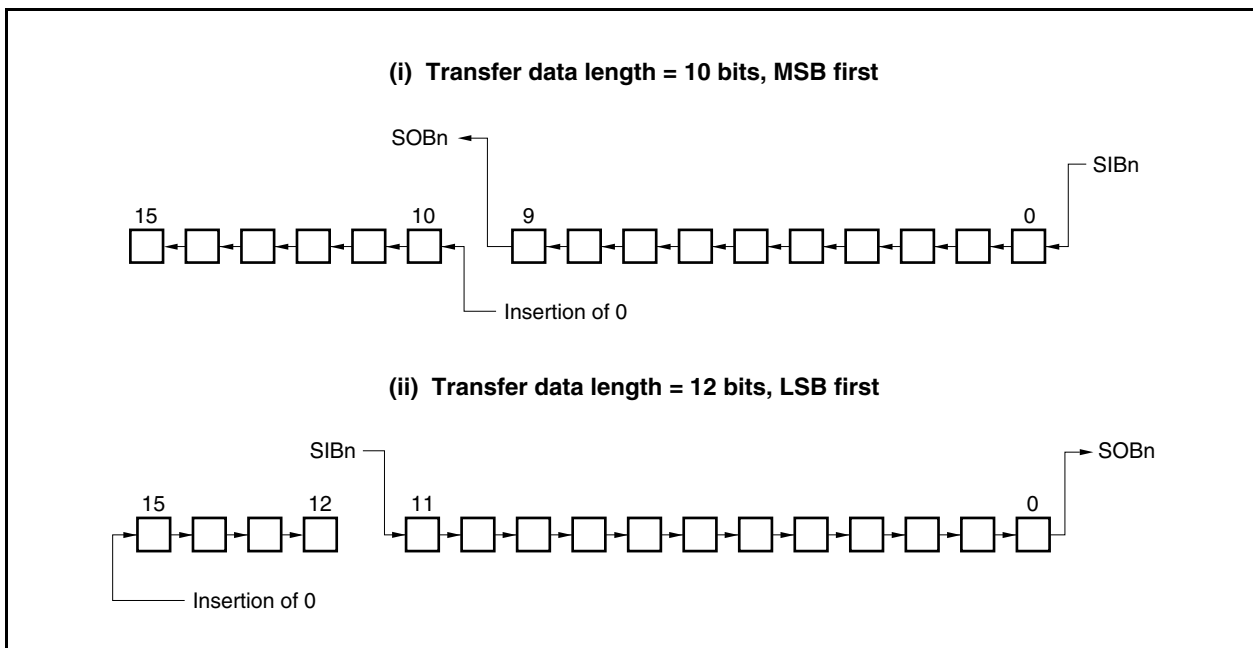 (i) Transfer data length = 10 bits, MSB first
SOBn
SIBn
15
10
9
0
Insertion of 0
(ii) Transfer data length = 12 bits, LSB first
SIBn
SOBn
15
12
11
0
Insertion of 0